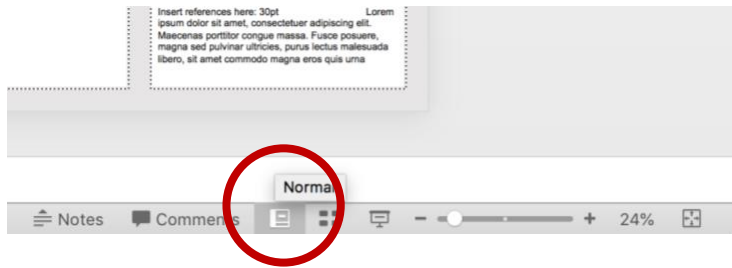 Insert references here: 30pt Lorem
ipsum dolor sit amet, consectetuer adipiscing elit.
Maecenas porttitor congue massa. Fusce posuere,
magna sed pulvinar ultricies, purus lectus malesuada
libero, sit amet commodo magna eros quis urna
Normal
Notes Comments 24%